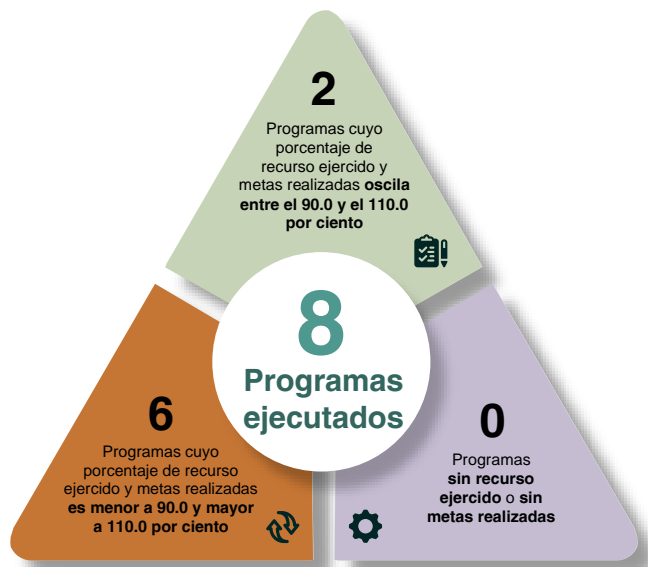 2
Programas cuyo
porcentaje de
recurso ejercido y
metas realizadas oscila
entre el 90.0 y el 110.0
por ciento
8
Programas
ejecutados
6
Programas cuyo
porcentaje de recurso
ejercido y metas realizadas
es menor a 90.0 y mayor
a 110.0 por ciento
0
Programas
sin recurso
ejercido o sin
metas realizadas